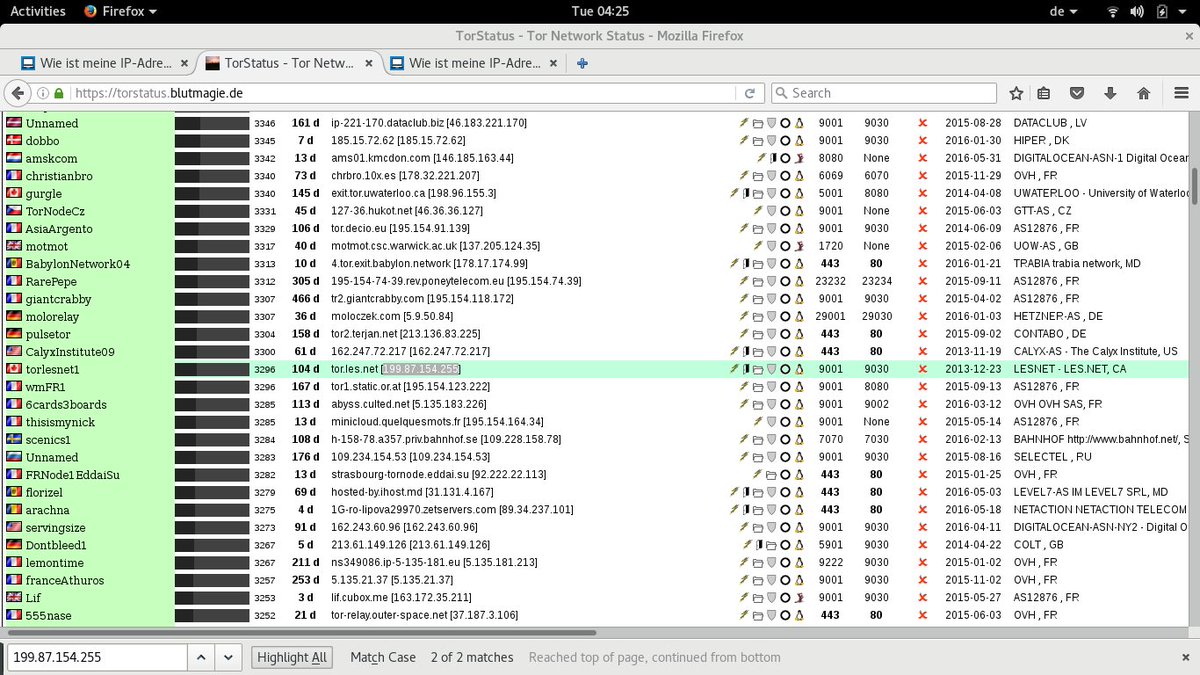 Activities Firefox Tue 04:25 de
TorStatus - Tor Network Status - Mozilla Firefox
Wie ist meine IP-Adre... TorStatus - Tor Netw... Wie ist meine IP-Adre...
https://torstatus.blutmagie.de Search
Unnamed 3346 161 d ip-221-170.dataclub.biz [46.183.221.170] 9001 9030 2015-08-28 DATACLUB , LV
dobbo 3345 7 d 185.15.72.62 [185.15.72.62] 9001 9030 2016-01-30 HIPER , DK
amskcom 3342 13 d ams01.kmcdon.com [146.185.163.44] 8080 None 2016-05-31 DIGITALOCEAN-ASN-1 Digital Ocean
christianbro 3340 73 d chrbro.10x.es [178.32.221.207] 6069 6070 2015-11-29 OVH , FR
gurgle 3340 145 d exit.tor.uwaterloo.ca [198.96.155.3] 5001 8080 2014-04-08 UWATERLOO - University of Waterloo
TorNodeCz 3331 45 d 127-36.hukot.net [46.36.36.127] 9001 None 2015-06-03 GTT-AS , CZ
AsiaArgento 3329 106 d tor.decio.eu [195.154.91.139] 9001 9030 2014-06-09 AS12876 , FR
motmot 3317 40 d motmot.csc.warwick.ac.uk [137.205.124.35] 1720 None 2015-02-06 UOW-AS , GB
BabylonNetwork04 3313 10 d 4.tor.exit.babylon.network [178.17.174.99] 443 80 2016-01-21 TRABIA trabia network, MD
RarePepe 3312 305 d 195-154-74-39.rev.poneytelecom.eu [195.154.74.39] 23232 23234 2015-09-11 AS12876 , FR
giantcrabby 3307 466 d tr2.giantcrabby.com [195.154.118.172] 9001 9030 2015-04-02 AS12876 , FR
molorelay 3307 36 d moloczek.com [5.9.50.84] 29001 29030 2016-01-03 HETZNER-AS , DE
pulsetor 3304 158 d tor2.terjan.net [213.136.83.225] 443 80 2015-09-02 CONTABO , DE
CalyxInstitute09 3300 61 d 162.247.72.217 [162.247.72.217] 443 80 2013-11-19 CALYX-AS - The Calyx Institute, US
torlesnet1 3296 104 d tor.les.net [199.87.154.255] 9001 9030 2013-12-23 LESNET - LES.NET, CA
wmFR1 3296 167 d tor1.static.or.at [195.154.123.222] 9001 8080 2015-09-13 AS12876 , FR
6cards3boards 3285 113 d abyss.culted.net [5.135.183.226] 9001 9002 2016-03-12 OVH OVH SAS, FR
thisismynick 3285 13 d minicloud.quelquesmots.fr [195.154.164.34] 9001 None 2015-05-14 AS12876 , FR
scenics1 3284 108 d h-158-78.a357.priv.bahnhof.se [109.228.158.78] 7070 7030 2016-02-13 BAHNHOF http://www.bahnhof.net/, S
Unnamed 3283 176 d 109.234.154.53 [109.234.154.53] 9001 9030 2015-08-16 SELECTEL , RU
FRNode1EddaiSu 3282 13 d strasbourg-tornode.eddai.su [92.222.22.113] 443 80 2015-01-25 OVH , FR
florizel 3279 69 d hosted-by.ihost.md [31.131.4.167] 443 80 2016-05-03 LEVEL7-AS IM LEVEL7 SRL, MD
arachna 3275 4 d 1G-ro-lipova29970.zetservers.com [89.34.237.101] 443 80 2016-05-18 NETACTION NETACTION TELECOM
servingsize 3273 91 d 162.243.60.96 [162.243.60.96] 9001 9030 2016-04-11 DIGITALOCEAN-ASN-NY2 - Digital O
Dontbleed1 3267 5 d 213.61.149.126 [213.61.149.126] 5901 9030 2014-04-22 COLT , GB
lemontime 3267 211 d ns349086.ip-5-135-181.eu [5.135.181.213] 9222 9030 2015-01-02 OVH , FR
franceAthuros 3257 253 d 5.135.21.37 [5.135.21.37] 9001 9030 2015-11-02 OVH , FR
Lif 3253 3 d lif.cubox.me [163.172.35.211] 9001 9030 2015-05-27 AS12876 , FR
555nase 3252 21 d tor-relay.outer-space.net [37.187.3.106] 443 80 2015-06-03 OVH , FR
199.87.154.255 Highlight All Match Case 2 of 2 matches Reached top of page, continued from bottom